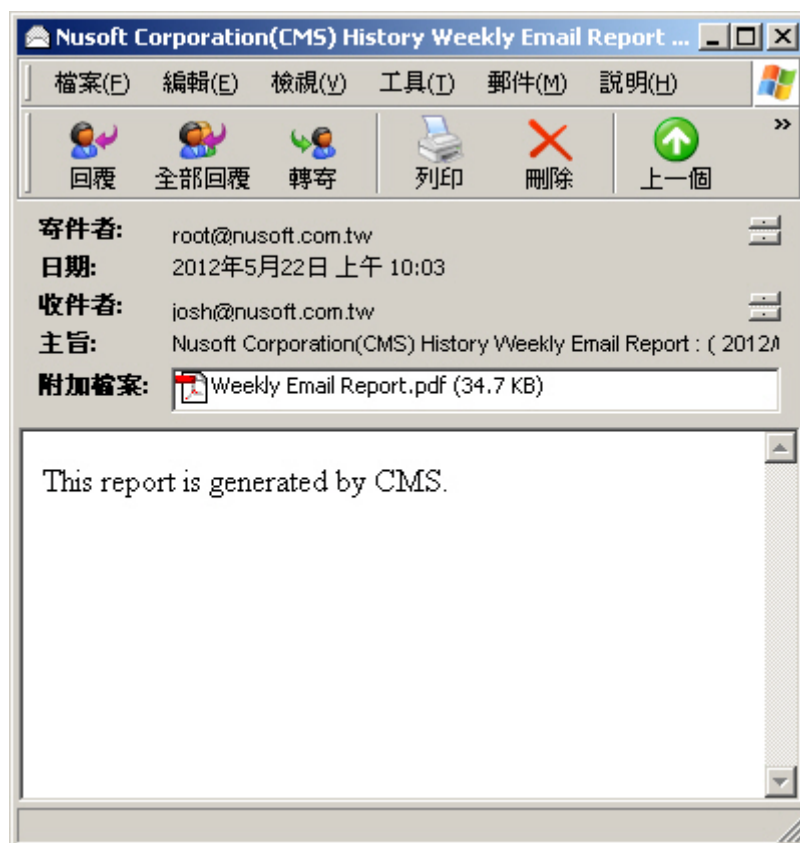 Nusoft Corporation(CMS) History Weekly Email Report ...
檔案(F) 編輯(E) 檢視(V) 工具(T) 郵件(M) 說明(H)
回覆 全部回覆 轉寄 列印 刪除 上一個 »
寄件者: root@nusoft.com.tw
日期: 2012年5月22日 上午 10:03
收件者: josh@nusoft.com.tw
主旨: Nusoft Corporation(CMS) History Weekly Email Report : ( 2012/
附加檔案: Weekly Email Report.pdf (34.7 KB)
This report is generated by CMS.